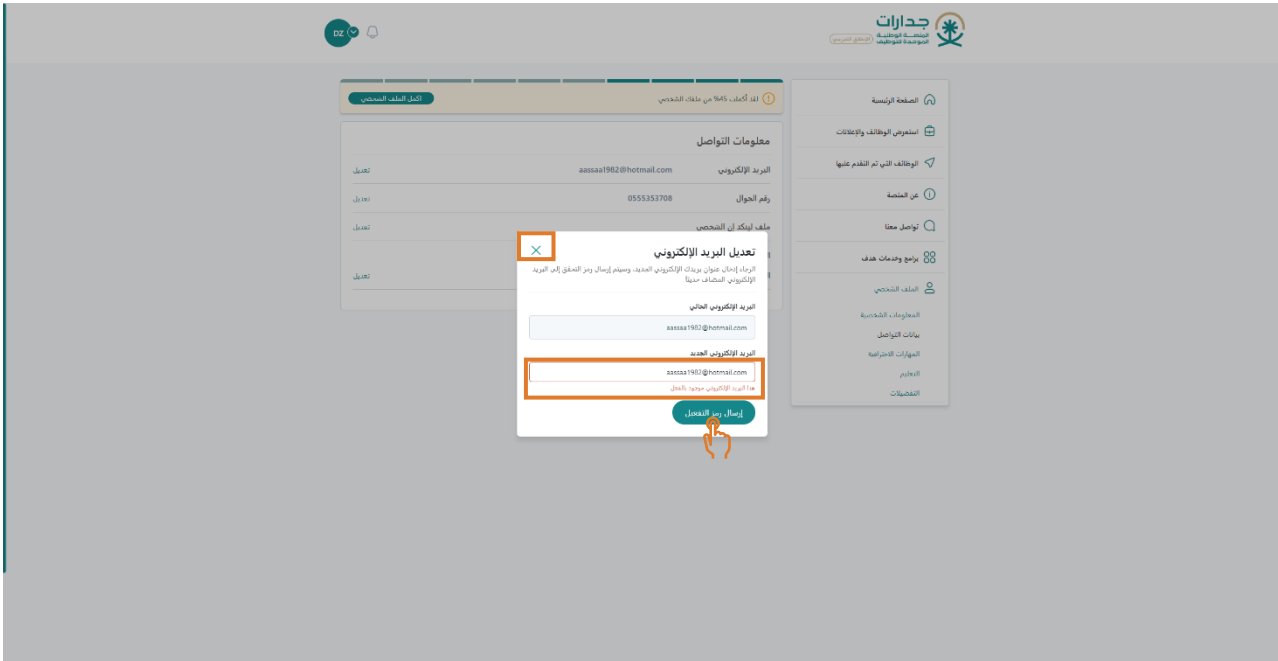 جدارات
المنصة الوطنية
الموحدة للتوظيف
DZ
الصفحة الرئيسية
استعرض الوظائف والإعلانات
الوظائف التي تم التقدم عليها
عن المنصة
تواصل معنا
برامج وخدمات هدف
الملف الشخصي
المعلومات الشخصية
بيانات التواصل
المهارات الاحترافية
التعليم
التفضيلات
لقد أكملت 45% من ملفك الشخصي
اكمل الملف الشخصي
معلومات التواصل
البريد الإلكتروني aassaa1982@hotmail.com تعديل
رقم الجوال 0555353708 تعديل
ملف لينكد إن الشخصي تعديل
تعديل
تعديل البريد الإلكتروني
الرجاء إدخال عنوان بريدك الإلكتروني الجديد، وسيتم إرسال رمز التحقق إلى البريد
الإلكتروني المضاف حديثا
البريد الإلكتروني الحالي
aassaa1982@hotmail.com
البريد الإلكتروني الجديد
aassaa1982@hotmail.com
هذا البريد الإلكتروني موجود بالفعل
إرسال رمز التفعيل